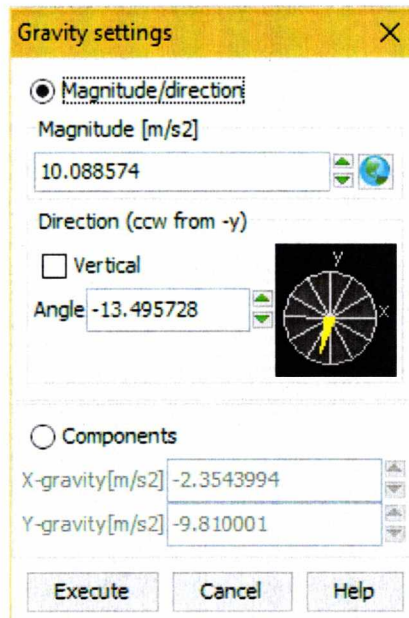 Gravity settings
Magnitude/direction
Magnitude [m/s2]
10.088574
Direction (ccw from -y)
Vertical
Angle -13.495728
y
x
Components
X-gravity[m/s2] -2.3543994
Y-gravity[m/s2] -9.810001
Execute Cancel Help